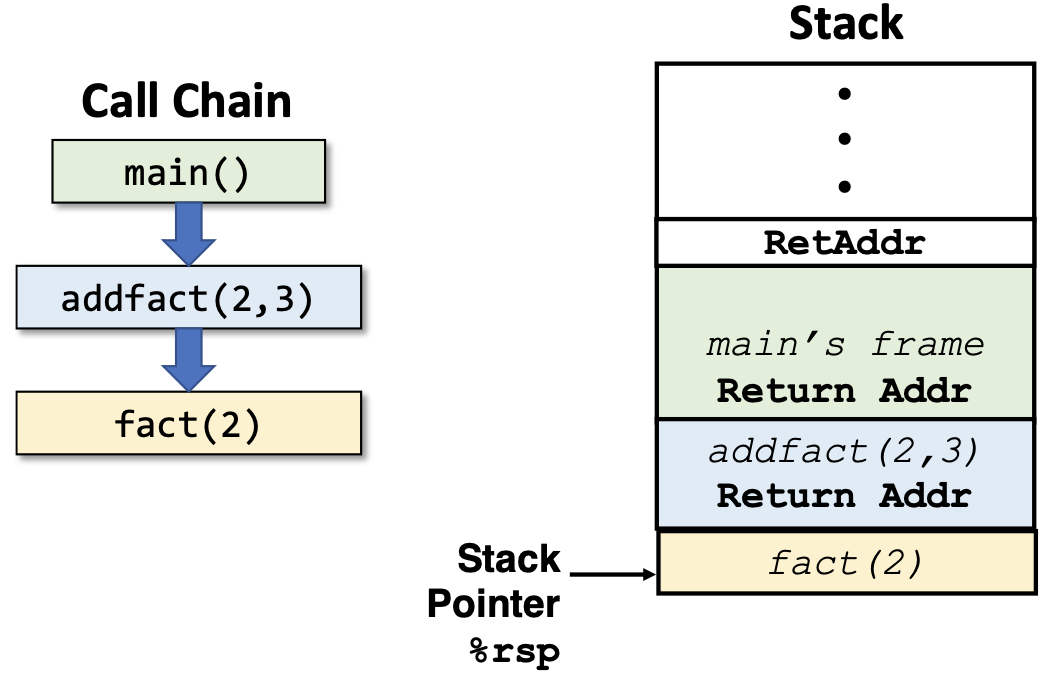 Call Chain
main()
addfact(2,3)
fact(2)
Stack
RetAddr
main’s frame
Return Addr
addfact(2,3)
Return Addr
fact(2)
Stack
Pointer
%rsp